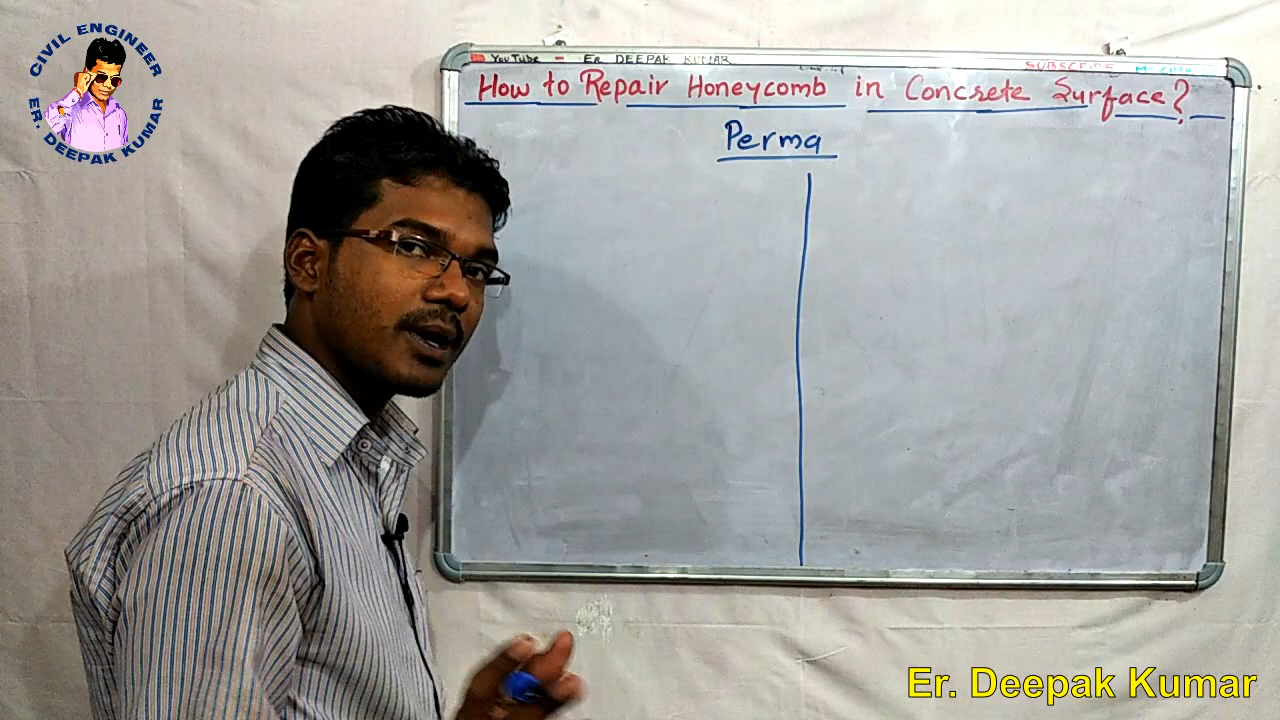 CIVIL ENGINEER
ER. DEEPAK KUMAR
YouTube - ER DEEPAK KUMAR
SUBSCRIBE
How to Repair Honeycomb in Concrete Surface?
Perma
Er. Deepak Kumar